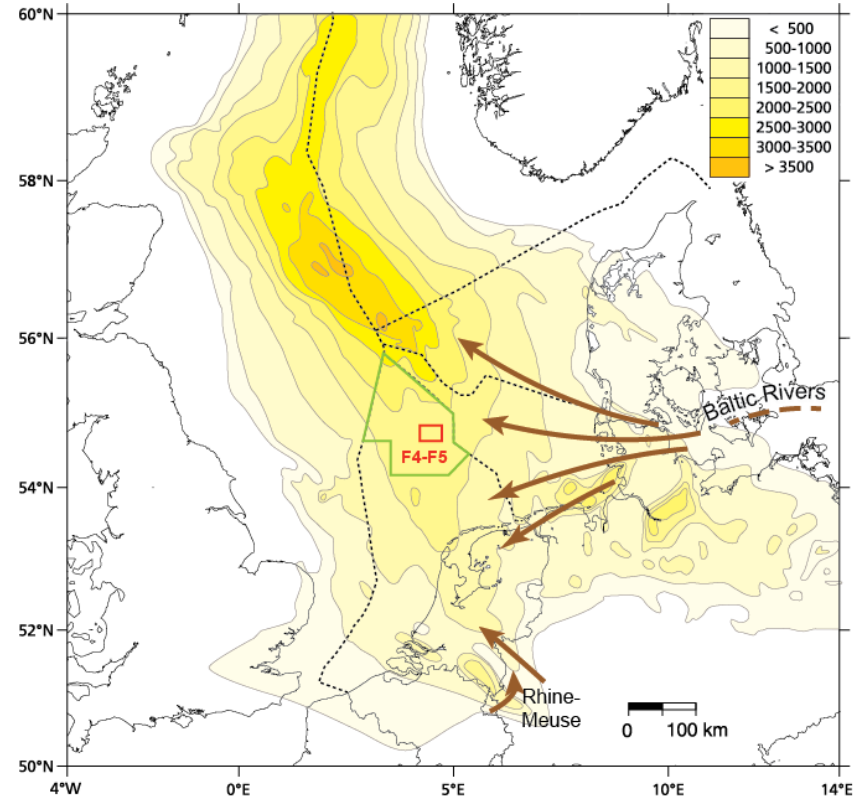 60°N
58°N
56°N
54°N
52°N
50°N
4°W
0°E
5°E
10°E
14°E
< 500
500-1000
1000-1500
1500-2000
2000-2500
2500-3000
3000-3500
> 3500
Baltic Rivers
F4-F5
Rhine-
Meuse
0 100 km